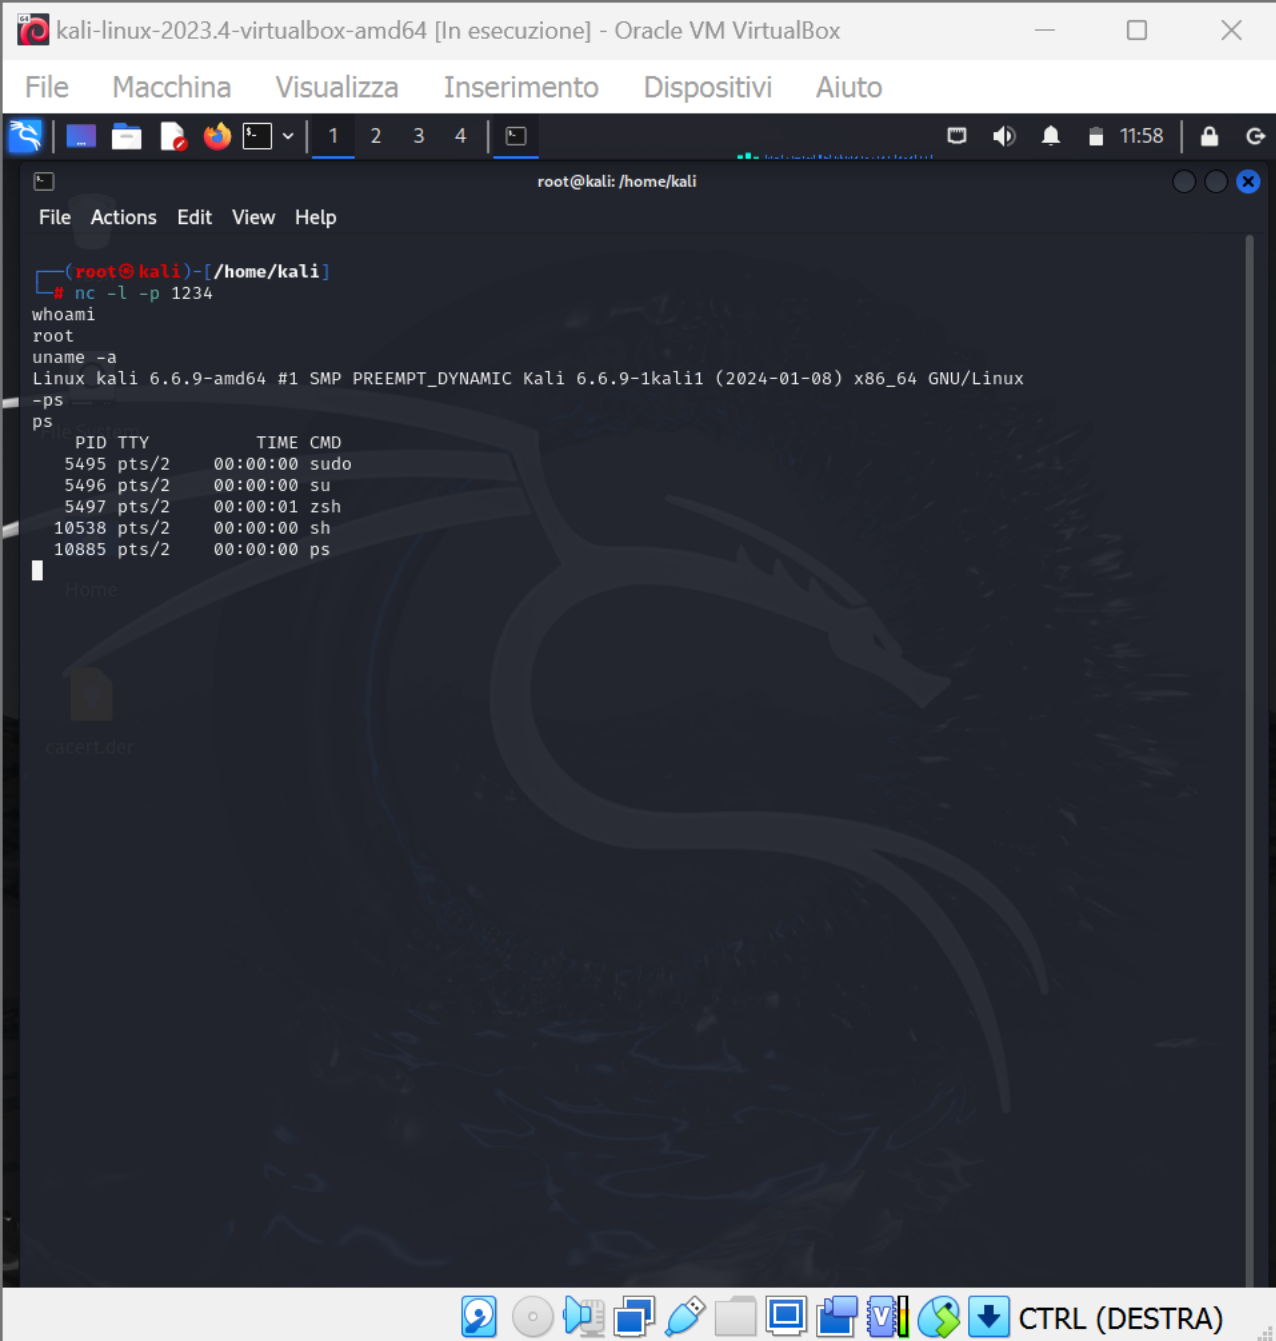 kali-linux-2023.4-virtualbox-amd64 [In esecuzione] - Oracle VM VirtualBox
File Macchina Visualizza Inserimento Dispositivi Aiuto
1 2 3 4 11:58
root@kali: /home/kali
File Actions Edit View Help
┌──(root㉿kali)-[/home/kali]
└─# nc -l -p 1234
whoami
root
uname -a
Linux kali 6.6.9-amd64 #1 SMP PREEMPT_DYNAMIC Kali 6.6.9-1kali1 (2024-01-08) x86_64 GNU/Linux
-ps
ps
File System
PID TTY TIME CMD
5495 pts/2 00:00:00 sudo
5496 pts/2 00:00:00 su
5497 pts/2 00:00:01 zsh
10538 pts/2 00:00:00 sh
10885 pts/2 00:00:00 ps
Home
cacert.der
CTRL (DESTRA)